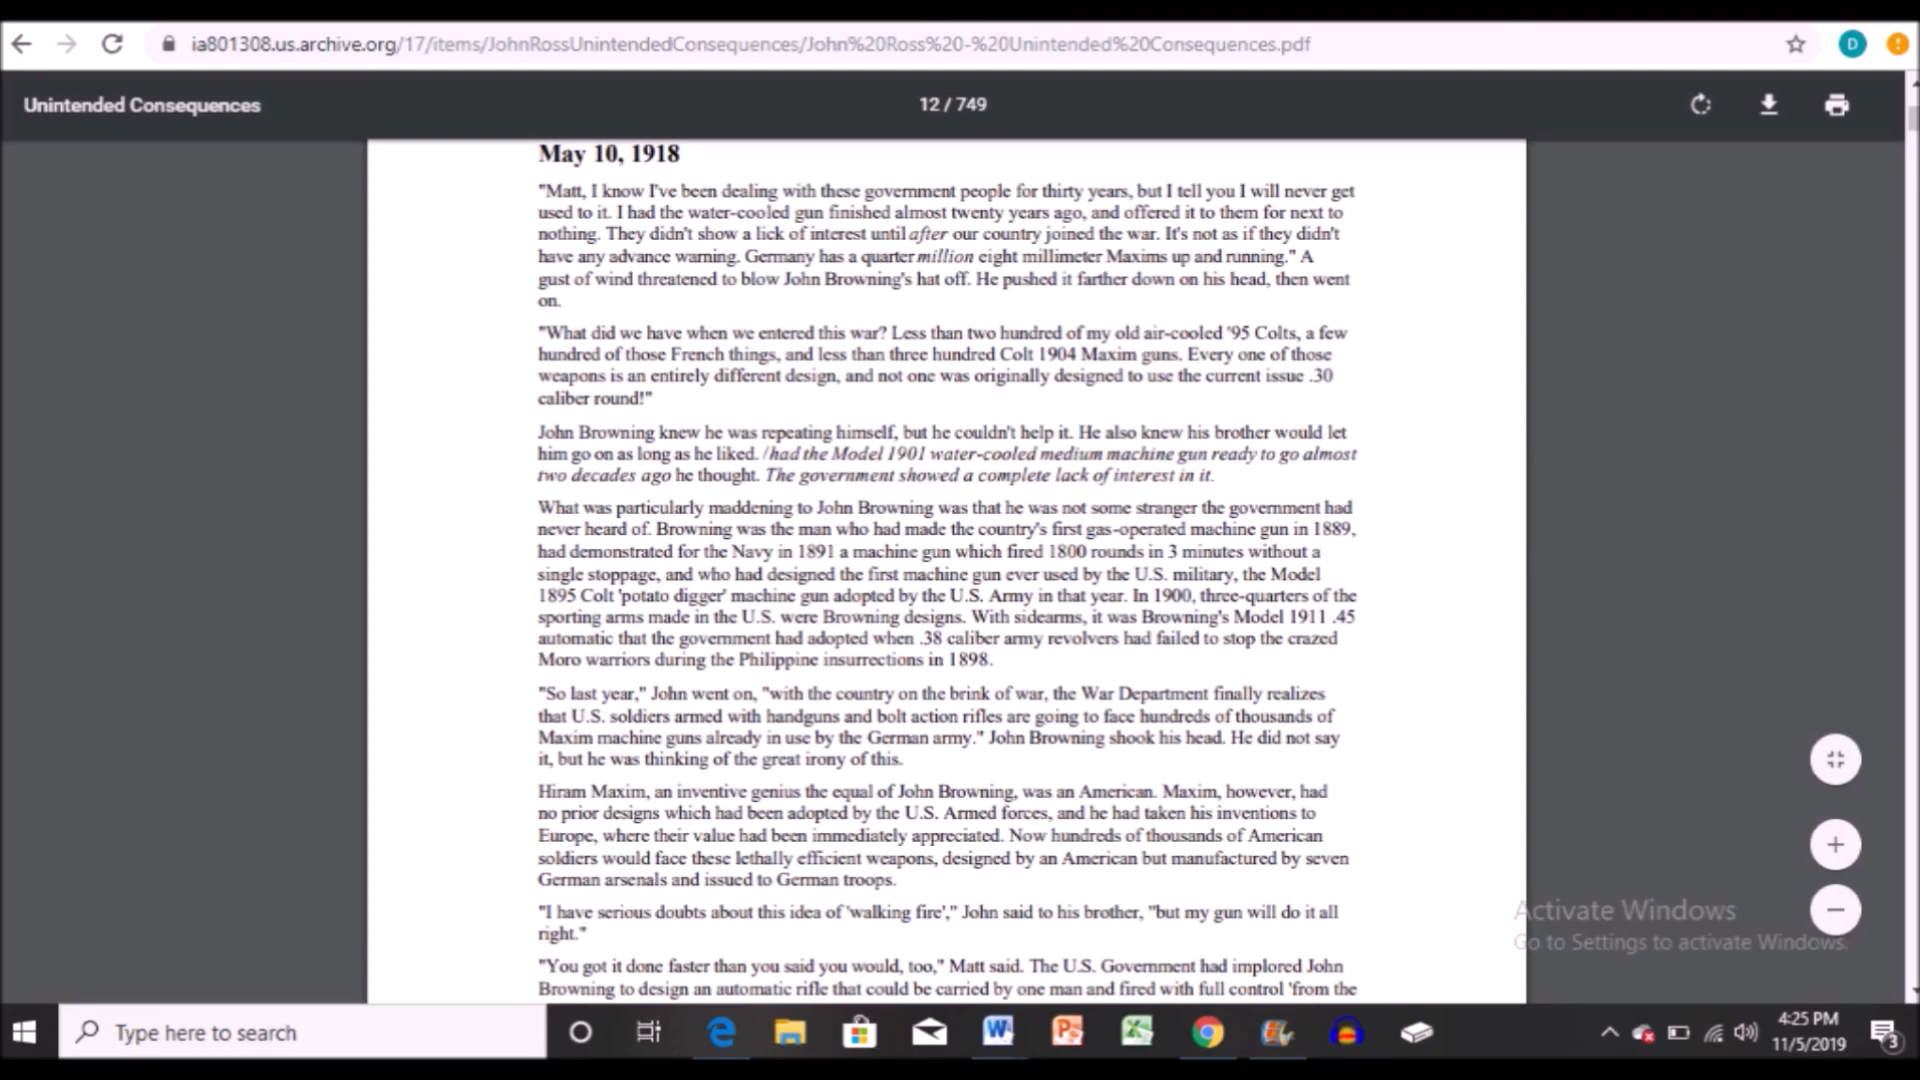 ia801308.us.archive.org/17/items/JohnRossUnintendedConsequences/John%20Ross%20-%20Unintended%20Consequences.pdf
D
Unintended Consequences
12 / 749
May 10, 1918
"Matt, I know I've been dealing with these government people for thirty years, but I tell you I will never get
used to it. I had the water-cooled gun finished almost twenty years ago, and offered it to them for next to
nothing. They didn't show a lick of interest until after our country joined the war. It's not as if they didn't
have any advance warning. Germany has a quarter million eight millimeter Maxims up and running." A
gust of wind threatened to blow John Browning's hat off. He pushed it farther down on his head, then went
on.
"What did we have when we entered this war? Less than two hundred of my old air-cooled '95 Colts, a few
hundred of those French things, and less than three hundred Colt 1904 Maxim guns. Every one of those
weapons is an entirely different design, and not one was originally designed to use the current issue .30
caliber round!"
John Browning knew he was repeating himself, but he couldn't help it. He also knew his brother would let
him go on as long as he liked. /had the Model 1901 water-cooled medium machine gun ready to go almost
two decades ago he thought. The government showed a complete lack of interest in it.
What was particularly maddening to John Browning was that he was not some stranger the government had
never heard of. Browning was the man who had made the country's first gas-operated machine gun in 1889,
had demonstrated for the Navy in 1891 a machine gun which fired 1800 rounds in 3 minutes without a
single stoppage, and who had designed the first machine gun ever used by the U.S. military, the Model
1895 Colt 'potato digger' machine gun adopted by the U.S. Army in that year. In 1900, three-quarters of the
sporting arms made in the U.S. were Browning designs. With sidearms, it was Browning's Model 1911 .45
automatic that the government had adopted when .38 caliber army revolvers had failed to stop the crazed
Moro warriors during the Philippine insurrections in 1898.
"So last year," John went on, "with the country on the brink of war, the War Department finally realizes
that U.S. soldiers armed with handguns and bolt action rifles are going to face hundreds of thousands of
Maxim machine guns already in use by the German army." John Browning shook his head. He did not say
it, but he was thinking of the great irony of this.
Hiram Maxim, an inventive genius the equal of John Browning, was an American. Maxim, however, had
no prior designs which had been adopted by the U.S. Armed forces, and he had taken his inventions to
Europe, where their value had been immediately appreciated. Now hundreds of thousands of American
soldiers would face these lethally efficient weapons, designed by an American but manufactured by seven
German arsenals and issued to German troops.
"I have serious doubts about this idea of 'walking fire'," John said to his brother, "but my gun will do it all
right."
"You got it done faster than you said you would, too," Matt said. The U.S. Government had implored John
Browning to design an automatic rifle that could be carried by one man and fired with full control 'from the
Activate Windows
Go to Settings to activate Windows.
Type here to search
4:25 PM
11/5/2019
3